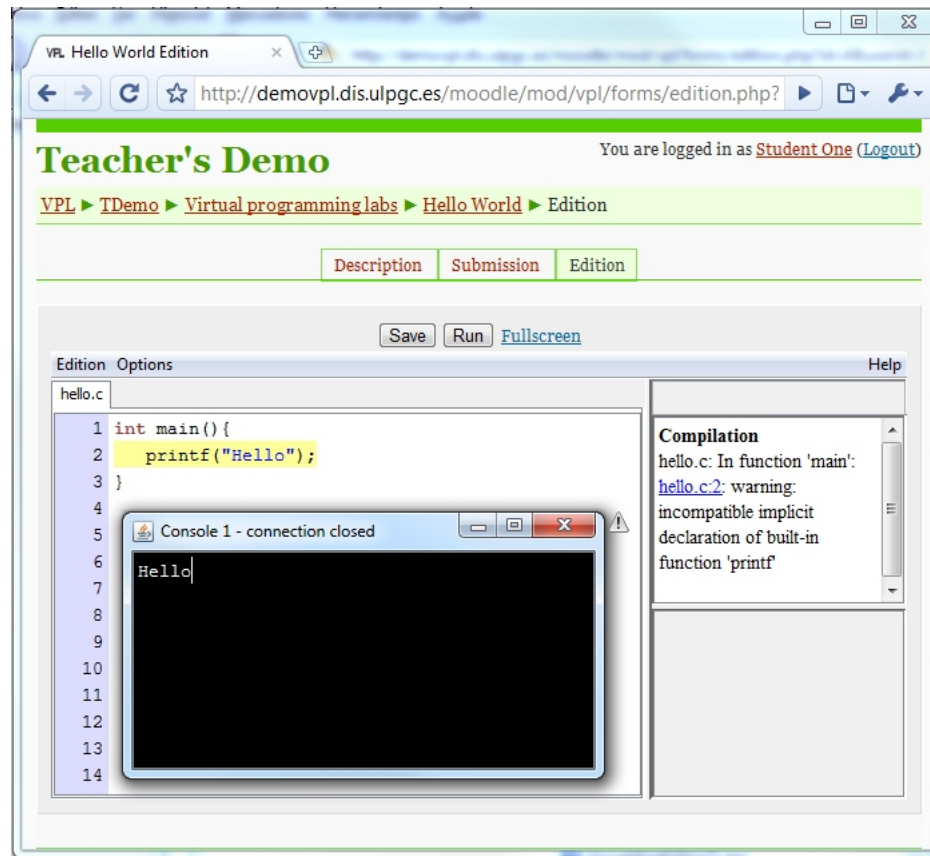 VPL Hello World Edition
http://demovpl.dis.ulpgc.es/moodle/mod/vpl/forms/edition.php?
Teacher's Demo
You are logged in as Student One (Logout)
VPL ► TDemo ► Virtual programming labs ► Hello World ► Edition
Description Submission Edition
Save Run Fullscreen
Edition Options Help
hello.c
1 int main(){
2 printf("Hello");
3 }
4
5
6
7
8
9
10
11
12
13
14
Console 1 - connection closed
Hello
Compilation
hello.c: In function 'main':
hello.c:2: warning:
incompatible implicit
declaration of built-in
function 'printf'